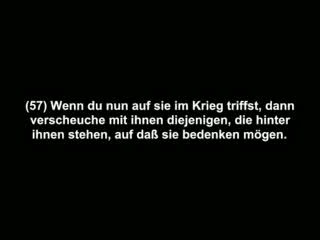 (57) Wenn du nun auf sie im Krieg triffst, dann
verscheuche mit ihnen diejenigen, die hinter
ihnen stehen, auf daß sie bedenken mögen.